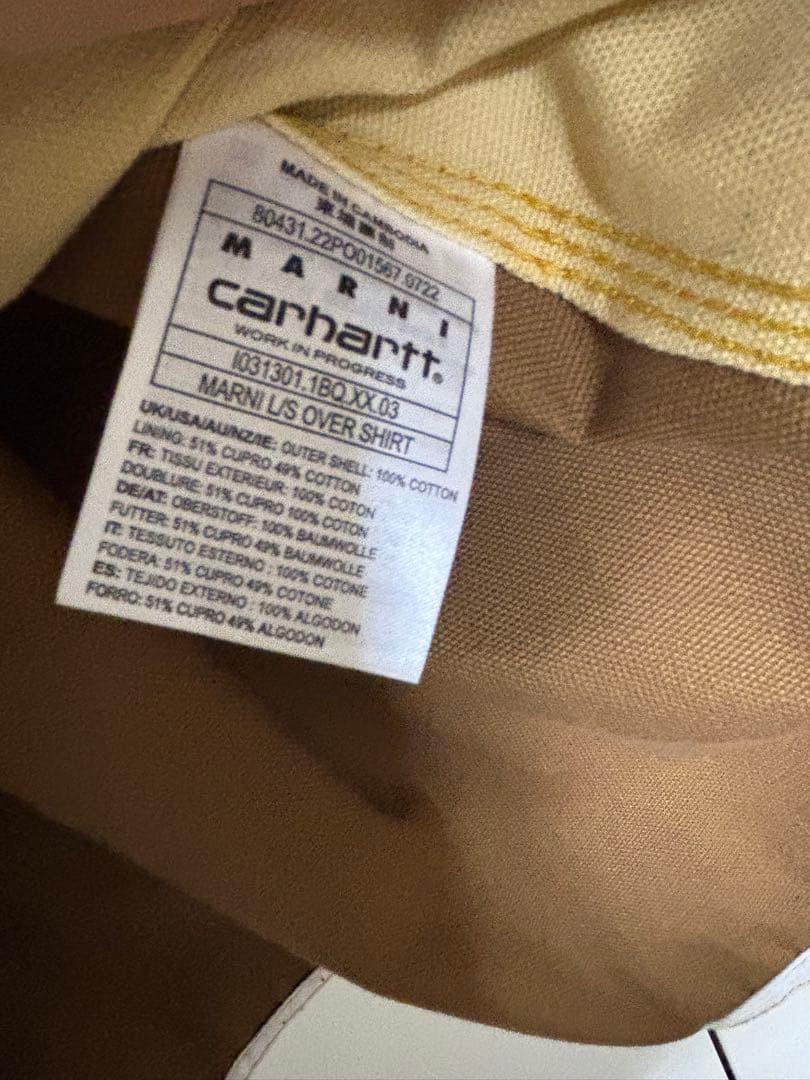 MADE IN CAMBODIA
柬埔寨製
80431.22PO01567.0722
MARNI
carhartt®
WORK IN PROGRESS
I031301.1BQ.XX.03
MARNI L/S OVER SHIRT
UK/USA/AU/NZ/IE: OUTER SHELL: 100% COTTON
LINING: 51% CUPRO 49% COTTON
FR: TISSU EXTERIEUR: 100% COTON
DOUBLURE: 51% CUPRO 100% COTON
DE/AT: OBERSTOFF: 100% BAUMWOLLE
FUTTER: 51% CUPRO 49% BAUMWOLLE
IT: TESSUTO ESTERNO : 100% COTONE
FODERA: 51% CUPRO 49% COTONE
ES: TEJIDO EXTERNO : 100% ALGODON
FORRO: 51% CUPRO 49% ALGODON